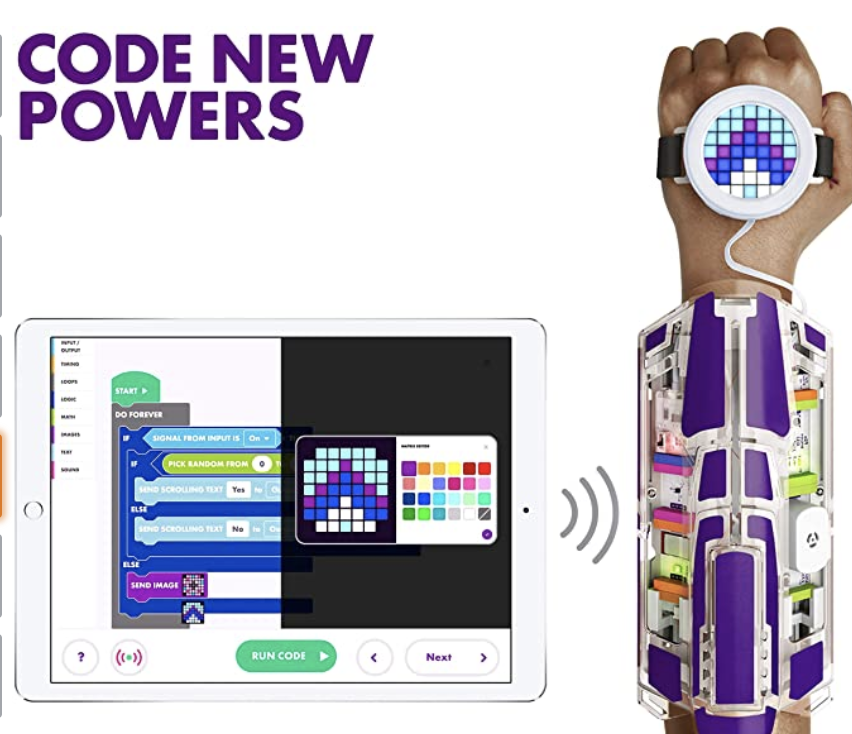 CODE NEW
POWERS
INPUT /
OUTPUT
TIMING
LOOPS
LOGIC
MATH
IMAGES
TEXT
SOUND
START
DO FOREVER
IF SIGNAL FROM INPUT IS On
IF PICK RANDOM FROM 0
SEND SCROLLING TEXT Yes to
ELSE
SEND SCROLLING TEXT No to
ELSE
SEND IMAGE
MATRIX EDITOR
? RUN CODE Next